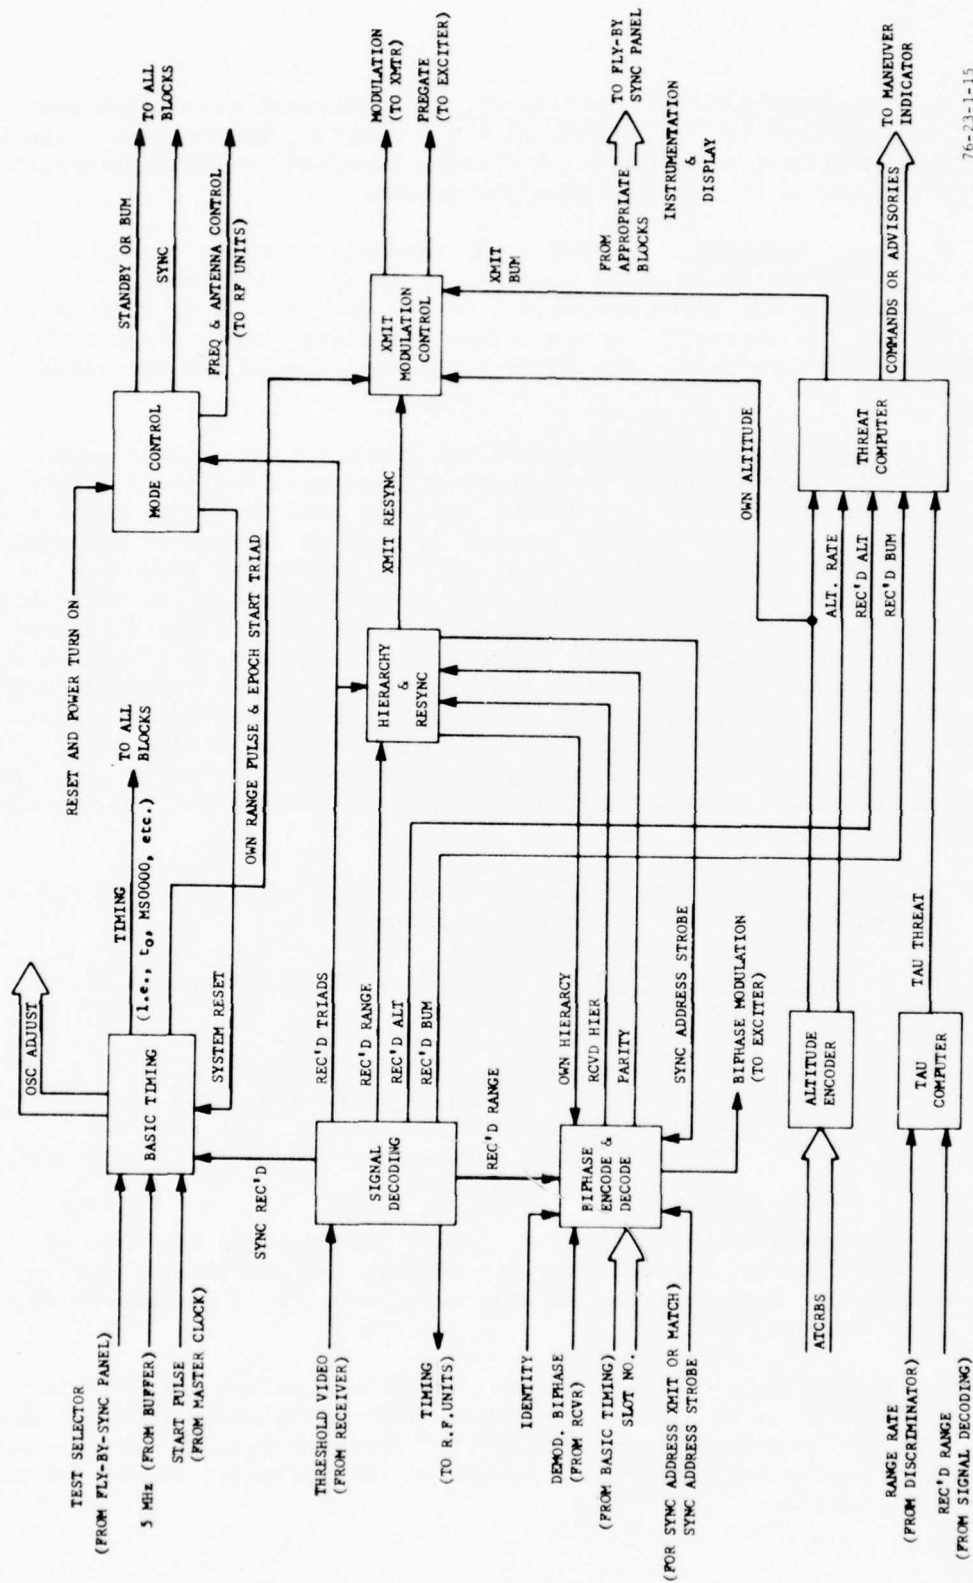 TEST SELECTOR
(FROM FLY-BY-SYNC PANEL)
5 MHz (FROM BUFFER)
START PULSE
(FROM MASTER CLOCK)
OSC ADJUST
BASIC TIMING
TIMING
(i.e., t0, MS0000, etc.)
TO ALL
BLOCKS
RESET AND POWER TURN ON
MODE CONTROL
STANDBY OR BUM
TO ALL
BLOCKS
SYNC
FREQ & ANTENNA CONTROL
(TO RF UNITS)
SYSTEM RESET
OWN RANGE PULSE & EPOCH START TRIAD
SYNC REC'D
THRESHOLD VIDEO
(FROM RECEIVER)
TIMING
(TO R.F.UNITS)
SIGNAL
DECODING
REC'D TRIADS
REC'D RANGE
REC'D ALT
REC'D BUM
REC'D RANGE
HIERARCHY
&
RESYNC
XMIT RESYNC
XMIT
MODULATION
CONTROL
MODULATION
(TO XMTR)
PREGATE
(TO EXCITER)
XMIT
BUM
IDENTITY
DEMOD. BIPHASE
(FROM RCVR)
(FROM BASIC TIMING)
SLOT NO.
(FOR SYNC ADDRESS XMIT OR MATCH)
SYNC ADDRESS STROBE
BIPHASE
ENCODE &
DECODE
OWN HIERARCY
RCVD HIER
PARITY
SYNC ADDRESS STROBE
BIPHASE MODULATION
(TO EXCITER)
FROM
APPROPRIATE
BLOCKS
TO FLY-BY
SYNC PANEL
INSTRUMENTATION
&
DISPLAY
OWN ALTITUDE
ATCRBS
ALTITUDE
ENCODER
ALT. RATE
REC'D ALT
REC'D BUM
THREAT
COMPUTER
COMMANDS OR ADVISORIES
TO MANEUVER
INDICATOR
RANGE RATE
(FROM DISCRIMINATOR)
REC'D RANGE
(FROM SIGNAL DECODING)
TAU
COMPUTER
TAU THREAT
76-23-1-15